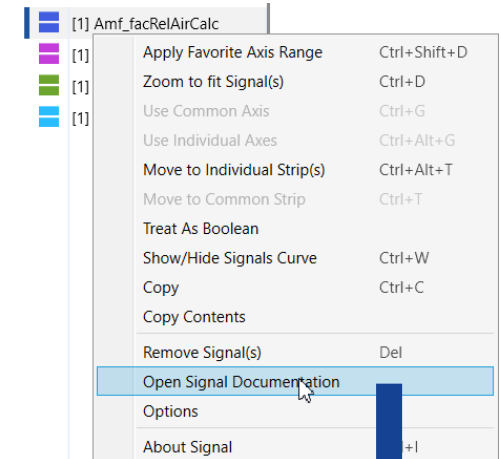 [1] Amf_facRelAirCalc
[1]
[1]
[1]
Apply Favorite Axis Range Ctrl+Shift+D
Zoom to fit Signal(s) Ctrl+D
Use Common Axis Ctrl+G
Use Individual Axes Ctrl+Alt+G
Move to Individual Strip(s) Ctrl+Alt+T
Move to Common Strip Ctrl+T
Treat As Boolean
Show/Hide Signals Curve Ctrl+W
Copy Ctrl+C
Copy Contents
Remove Signal(s) Del
Open Signal Documentation
Options
About Signal +I